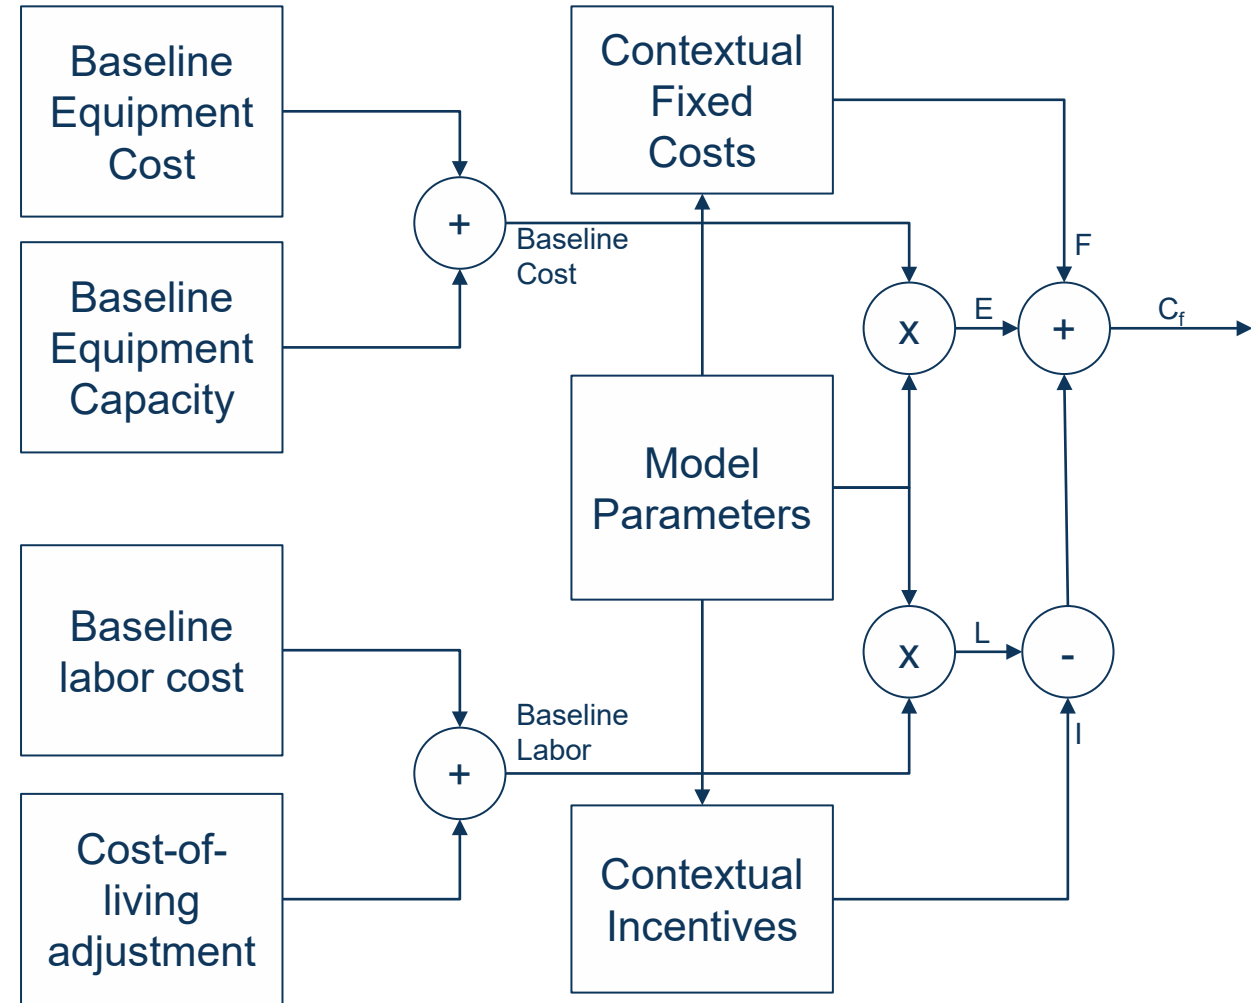 Baseline
Equipment
Cost
Contextual
Fixed
Costs
+
Baseline
Cost
F
Baseline
Equipment
Capacity
x
E
+
Cf
Model
Parameters
Baseline
labor cost
x
L
-
Baseline
Labor
I
+
Cost-of-
living
adjustment
Contextual
Incentives